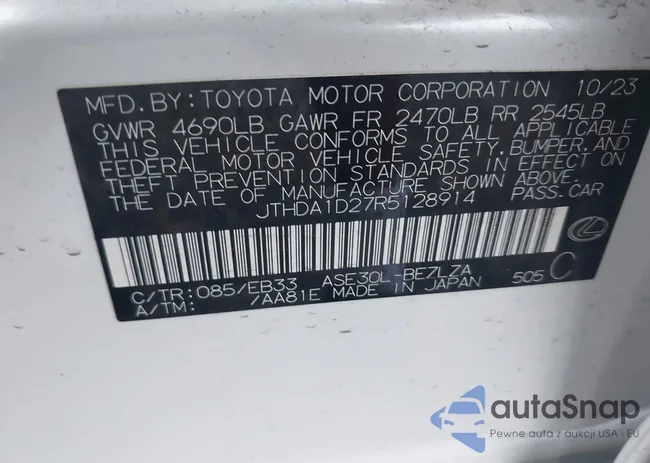 MFD. BY: TOYOTA MOTOR CORPORATION 10/23
GVWR 4690LB GAWR FR 2470LB RR 2545LB
THIS VEHICLE CONFORMS TO ALL APPLICABLE
FEDERAL MOTOR VEHICLE SAFETY, BUMPER, AND
THEFT PREVENTION STANDARDS IN EFFECT ON
THE DATE OF MANUFACTURE SHOWN ABOVE.
JTHDA1D27R5128914 PASS. CAR
C/TR: 085/EB33 ASE30L-BEZLZA 505 C
A/TM: /AA81E MADE IN JAPAN
autoSnap
Pewne auta z aukcji USA i EU